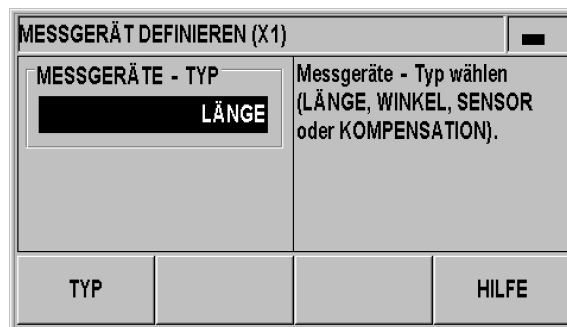 MESSGERÄT DEFINIEREN (X1)
MESSGERÄTE - TYP
LÄNGE
Messgeräte - Typ wählen
(LÄNGE, WINKEL, SENSOR
oder KOMPENSATION).
TYP
HILFE